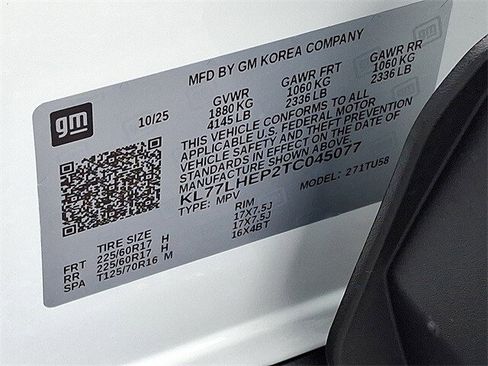 MFD BY GM KOREA COMPANY
gm
10/25 GVWR GAWR FRT GAWR RR
1880 KG 1060 KG 1060 KG
4145 LB 2336 LB 2336 LB
THIS VEHICLE CONFORMS TO ALL
APPLICABLE U.S. FEDERAL MOTOR
VEHICLE SAFETY AND THEFT PREVENTION
STANDARDS IN EFFECT ON THE DATE OF
MANUFACTURE SHOWN ABOVE.
KL77LHEP2TC045077
TYPE: MPV MODEL: 271TU58
TIRE SIZE RIM
FRT 225/60R17 H 17X7.5J
RR 225/60R17 H 17X7.5J
SPA T125/70R16 M 16X4BT